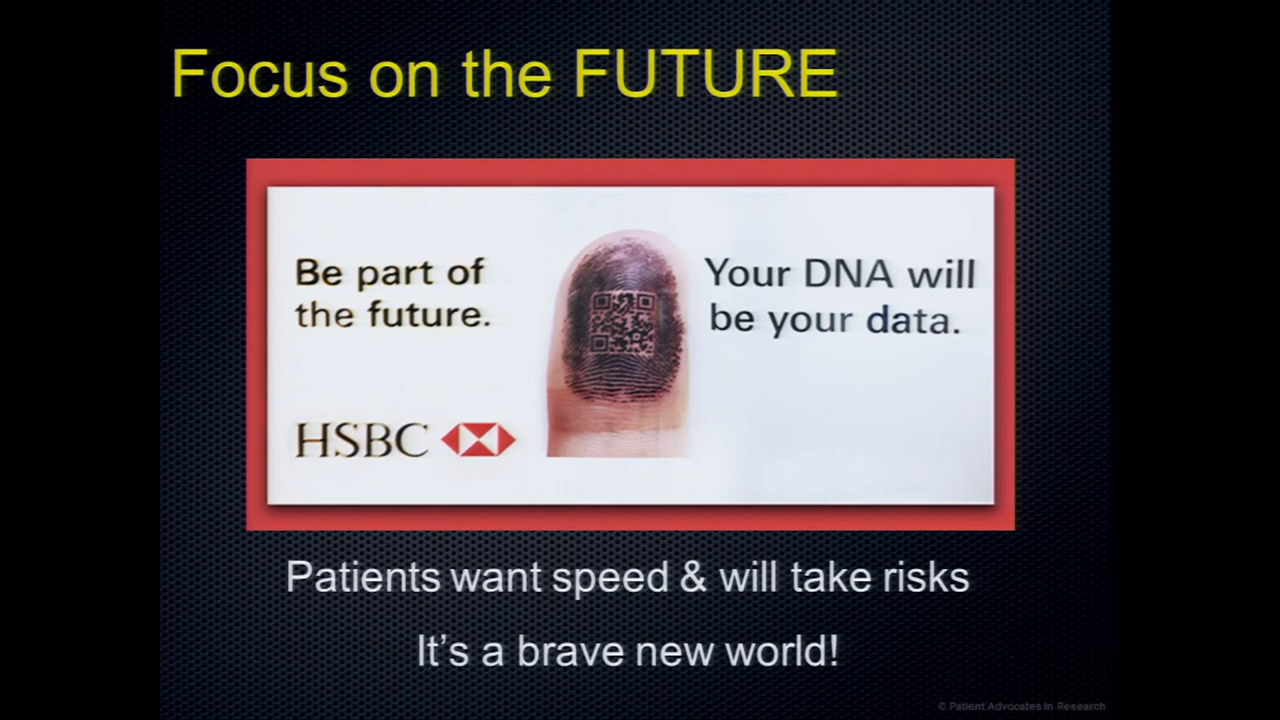 Focus on the FUTURE
Be part of
the future.
Your DNA will
be your data.
HSBC
Patients want speed & will take risks
It's a brave new world!
© Patient Advocates In Research